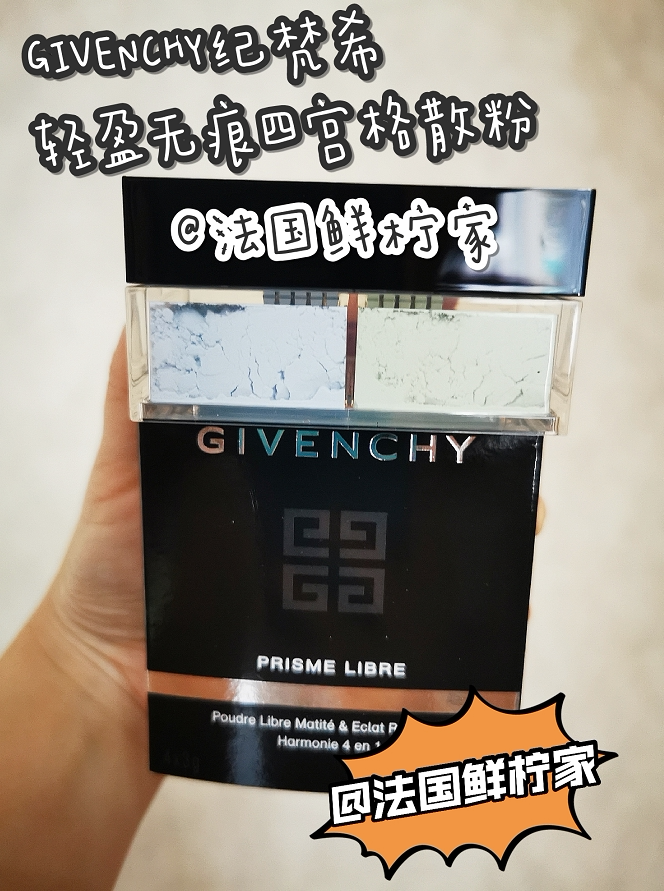 GIVENCHY纪梵希
轻盈无痕四宫格散粉
@法国鲜柠家
GIVENCHY
PRISME LIBRE
Poudre Libre Matité & Eclat
Harmonie 4 en 1
@法国鲜柠家